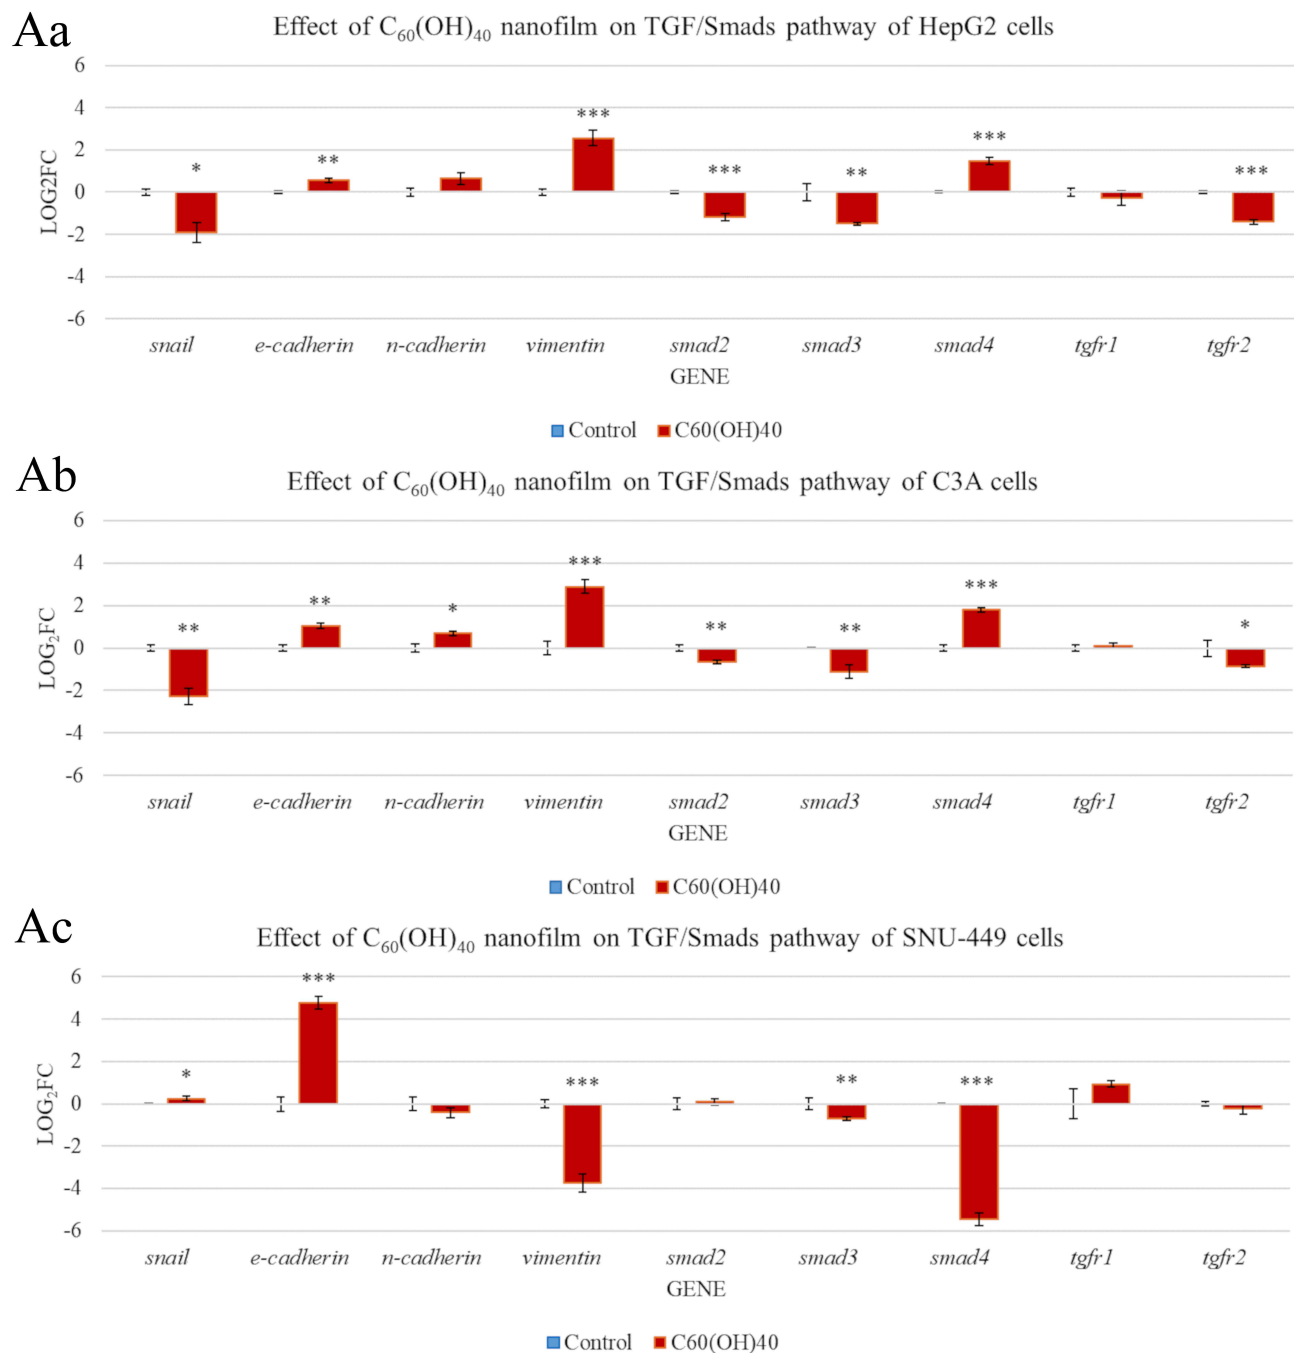 Aa
Effect of C60(OH)40 nanofilm on TGF/Smads pathway of HepG2 cells
6
4
2
0
-2
-4
-6
LOG2FC
* ** *** *** ** *** ***
snail e-cadherin n-cadherin vimentin smad2 smad3 smad4 tgfr1 tgfr2
GENE
Control C60(OH)40
Ab
Effect of C60(OH)40 nanofilm on TGF/Smads pathway of C3A cells
6
4
2
0
-2
-4
-6
LOG2FC
** ** * *** ** ** *** *
snail e-cadherin n-cadherin vimentin smad2 smad3 smad4 tgfr1 tgfr2
GENE
Control C60(OH)40
Ac
Effect of C60(OH)40 nanofilm on TGF/Smads pathway of SNU-449 cells
6
4
2
0
-2
-4
-6
LOG2FC
* *** *** ** ***
snail e-cadherin n-cadherin vimentin smad2 smad3 smad4 tgfr1 tgfr2
GENE
Control C60(OH)40